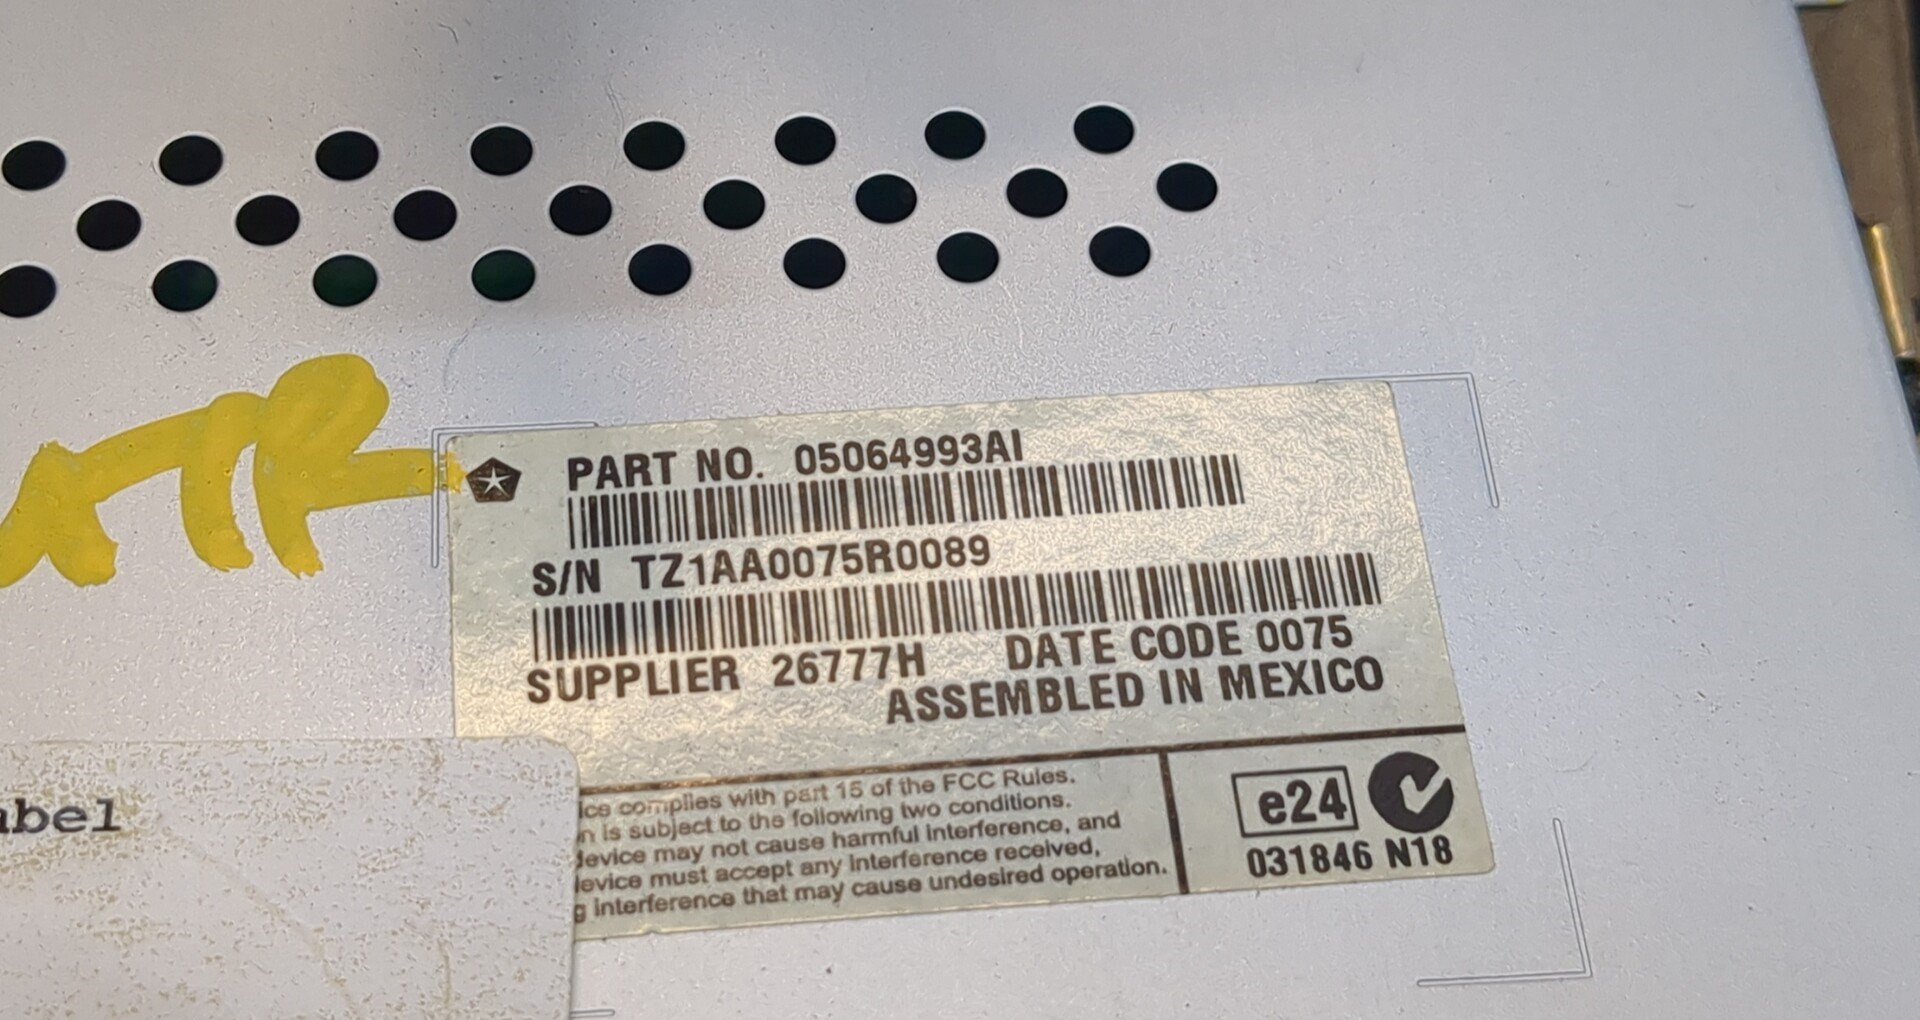 PART NO. 05064993AI
S/N TZ1AA0075R0089
SUPPLIER 26777H DATE CODE 0075
ASSEMBLED IN MEXICO
complies with part 15 of the FCC Rules.
is subject to the following two conditions.
device may not cause harmful interference, and
device must accept any interference received,
interference that may cause undesired operation.
e24
031846 N18